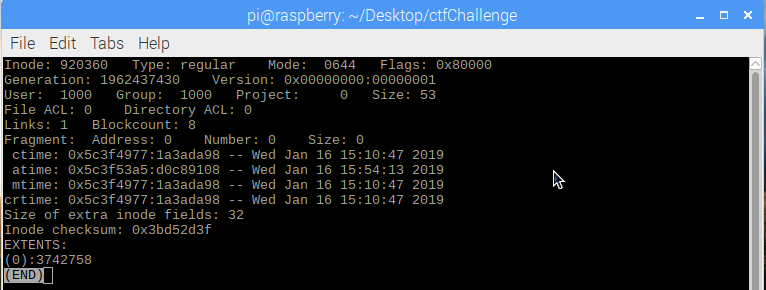 pi@raspberry: ~/Desktop/ctfChallenge
File Edit Tabs Help
Inode: 920360   Type: regular    Mode:  0644   Flags: 0x80000
Generation: 1962437430    Version: 0x00000000:00000001
User:  1000   Group:  1000   Project:     0   Size: 53
File ACL: 0    Directory ACL: 0
Links: 1   Blockcount: 8
Fragment:  Address: 0    Number: 0    Size: 0
 ctime: 0x5c3f4977:1a3ada98 -- Wed Jan 16 15:10:47 2019
 atime: 0x5c3f53a5:d0c89108 -- Wed Jan 16 15:54:13 2019
 mtime: 0x5c3f4977:1a3ada98 -- Wed Jan 16 15:10:47 2019
crtime: 0x5c3f4977:1a3ada98 -- Wed Jan 16 15:10:47 2019
Size of extra inode fields: 32
Inode checksum: 0x3bd52d3f
EXTENTS:
(0):3742758
(END)